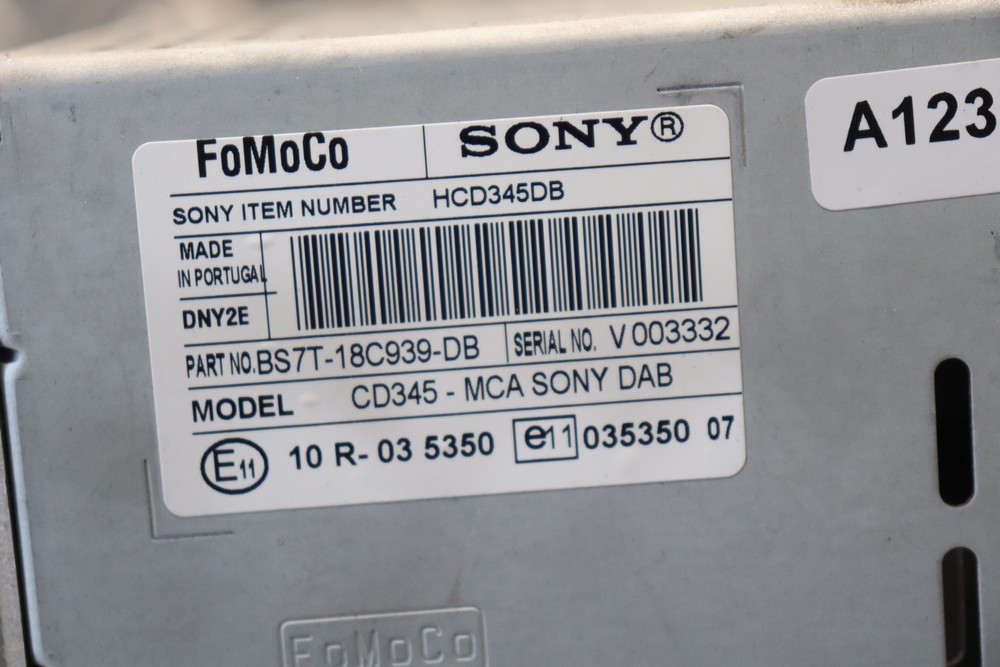 FoMoCo SONY®
SONY ITEM NUMBER HCD345DB
MADE
IN PORTUGAL
DNY2E
PART NO. BS7T-18C939-DB SERIAL NO. V 003332
MODEL CD345 - MCA SONY DAB
E11 10 R- 03 5350 e11 035350 07
A123
FoMoCo